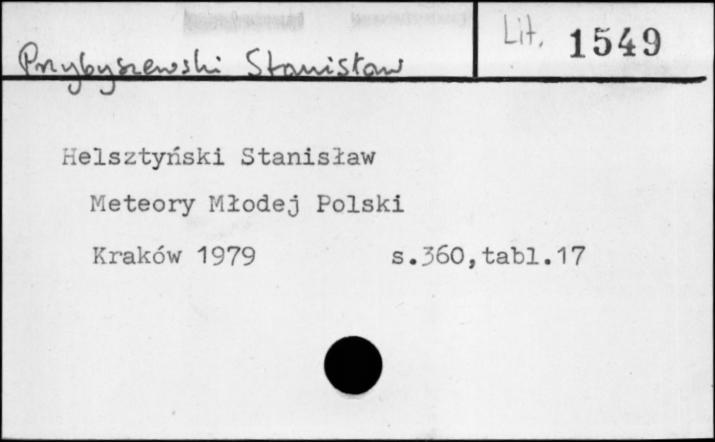 Przybyszewski Stanisław
Lit. 1549
Helsztyński Stanisław
Meteory Młodej Polski
Kraków 1979 s.360,tabl.17